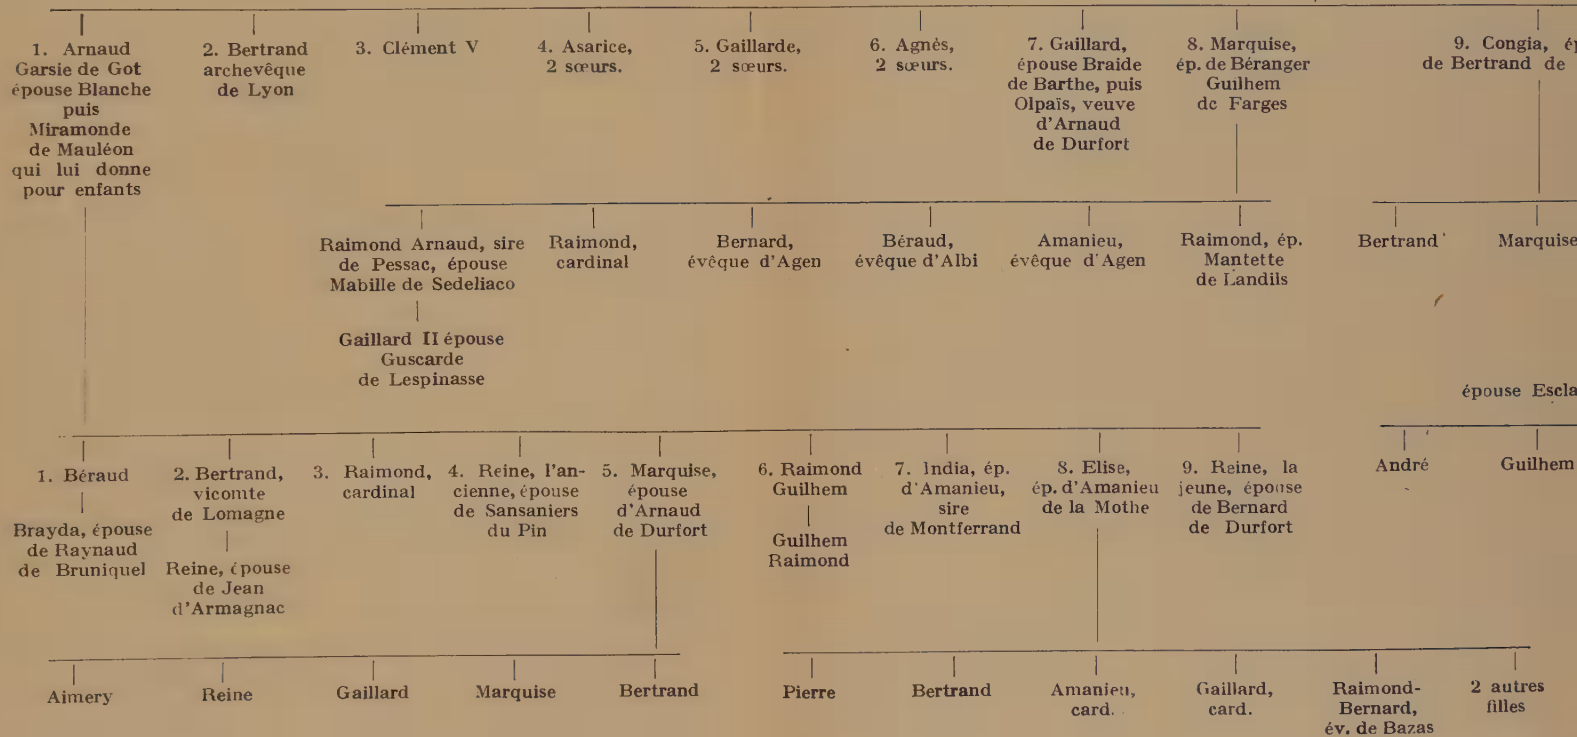 1. Arnaud
Garsie de Got
épouse Blanche
puis
Miramonde
de Mauléon
qui lui donne
pour enfants
2. Bertrand
archevêque
de Lyon
3. Clément V
4. Asarice,
2 sœurs.
5. Gaillarde,
2 sœurs.
6. Agnès,
2 sœurs.
7. Gaillard,
épouse Braide
de Barthe, puis
Olpaïs, veuve
d'Arnaud
de Durfort
8. Marquise,
ép. de Béranger
Guilhem
de Farges
9. Congia,
de Bertrand de
Raimond Arnaud, sire
de Pessac, épouse
Mabille de Sedeliaco
Raimond,
cardinal
Bernard,
évêque d'Agen
Béraud,
évêque d'Albi
Amanieu,
évêque d'Agen
Raimond, ép.
Mantette
de Landils
Bertrand
Marquise
Gaillard II épouse
Guscarde
de Lespinasse
épouse
1. Béraud
2. Bertrand,
vicomte
de Lomagne
3. Raimond,
cardinal
4. Reine, l'an-
cienne, épouse
de Sansaniers
du Pin
5. Marquise,
épouse
d'Arnaud
de Durfort
6. Raimond
Guilhem
7. India, ép.
d'Amanieu,
sire
de Montferrand
8. Elise,
ép. d'Amanieu
de la Mothe
9. Reine, la
jeune, épouse
de Bernard
de Durfort
André
Guilhem
Brayda, épouse
de Raynaud
de Bruniquel
Reine, épouse
de Jean
d'Armagnac
Guilhem
Raimond
Aimery
Reine
Gaillard
Marquise
Bertrand
Pierre
Bertrand
Amanieu,
card.
Gaillard,
card.
Raimond-
Bernard,
év. de Bazas
2 autres
filles